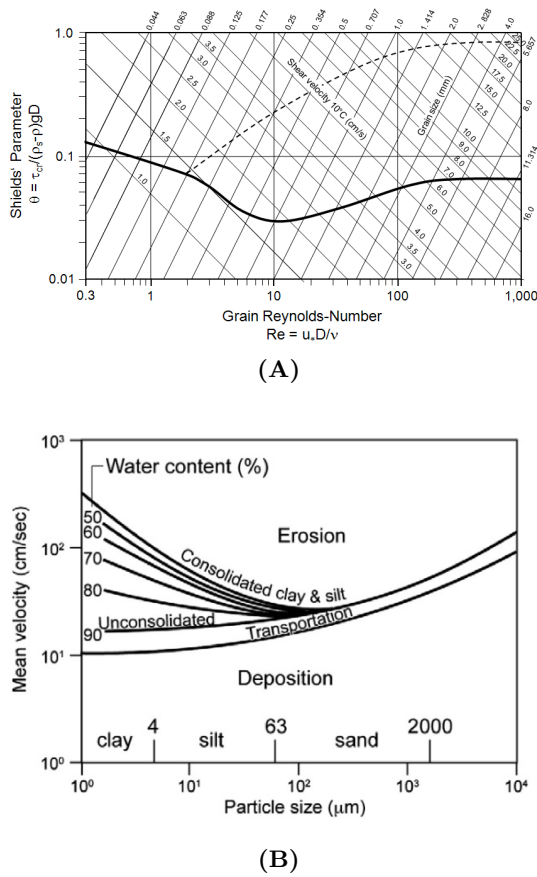 0.044 0.063 0.088 0.125 0.177 0.25 0.354 0.5 0.707 1.0 1.414 2.0 2.828 4.0 5.657
1.0
3.5
3.0
2.5
2.0
1.5
1.0
Shear velocity 10°C (cm/s)
Grain size (mm)
22.5
20.0
17.5
15.0
12.5
10.0
9.0
8.0
7.0
6.0
5.0
4.0
3.5
3.0
8.0
11.314
16.0
Shields' Parameter
θ = τcr/(ρs-ρ)gD
0.1
0.01
0.3 1 10 100 1,000
Grain Reynolds-Number
Re = u*D/ν
(A)
10³
Water content (%)
50
60
70
80
90
Erosion
Consolidated clay & silt
Unconsolidated
Transportation
Deposition
Mean velocity (cm/sec)
10²
10¹
10⁰
clay 4 silt 63 sand 2000
10⁰ 10¹ 10² 10³ 10⁴
Particle size (μm)
(B)